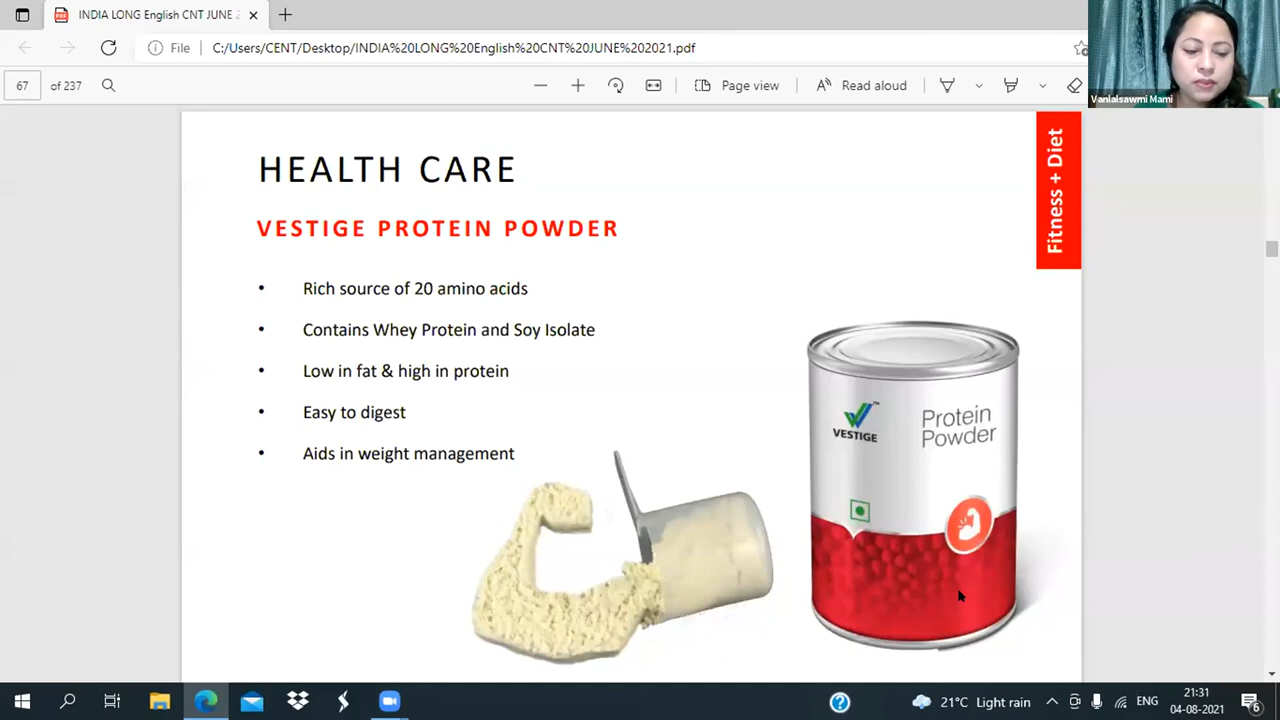 INDIA LONG English CNT JUNE 2
File C:/Users/CENT/Desktop/INDIA%20LONG%20English%20CNT%20JUNE%202021.pdf
67 of 237 Page view Read aloud
Vanlalsawmi Mami
Fitness + Diet
HEALTH CARE
VESTIGE PROTEIN POWDER
• Rich source of 20 amino acids
• Contains Whey Protein and Soy Isolate
• Low in fat & high in protein
• Easy to digest
• Aids in weight management
VESTIGE™
Protein
Powder
21°C Light rain ENG 21:31
04-08-2021 6